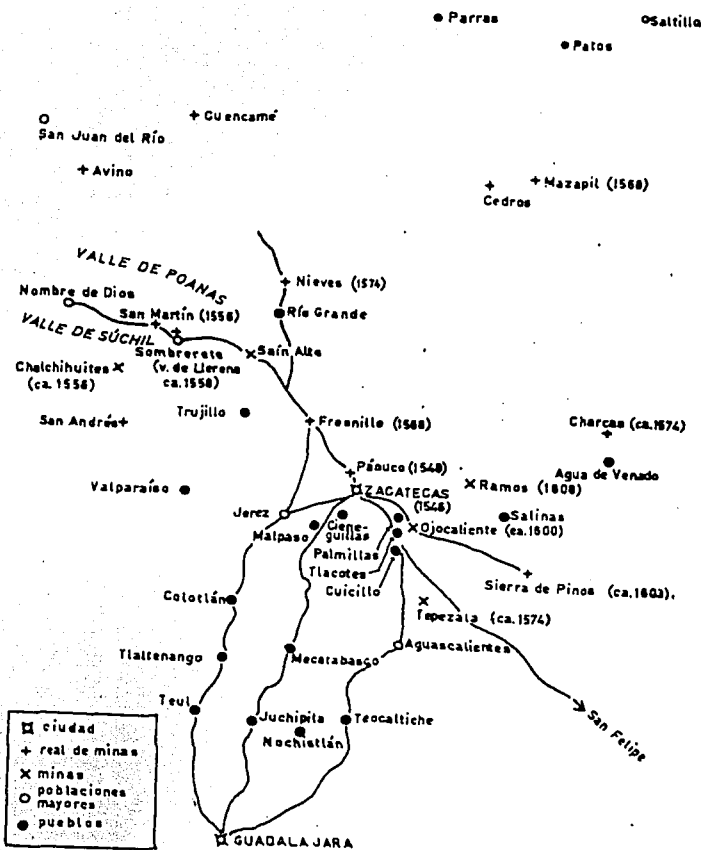 Parras
Saltillo
Patos
Cuencamé
San Juan del Río
Avino
Mazapil (1568)
Cedros
VALLE DE POANAS
Nieves (1574)
Nombre de Dios
Río Grande
San Martín (1556)
VALLE DE SÚCHIL
Sombrerete
(v. de Llerena
ca. 1558)
Saín Alto
Chalchihuites
(ca. 1556)
Trujillo
San Andrés
Fresnillo (1568)
Charcas (ca. 1574)
Pánuco (1548)
Agua de Venado
Valparaíso
ZACATECAS
(1546)
Ramos (1608)
Jerez
Malpaso
Ciene-
guillas
Salinas
Ojocaliente (ca. 1600)
Palmillas
Tlacotes
Cuicillo
Sierra de Pinos (ca. 1603).
Colotlán
Tepezala (ca. 1574)
Tlaltenango
Mecatabasco
Aguascalientes
Teul
Juchipila
Teocaltiche
Nochistlán
San Felipe
ciudad
real de minas
minas
poblaciones
mayores
pueblos
GUADALAJARA